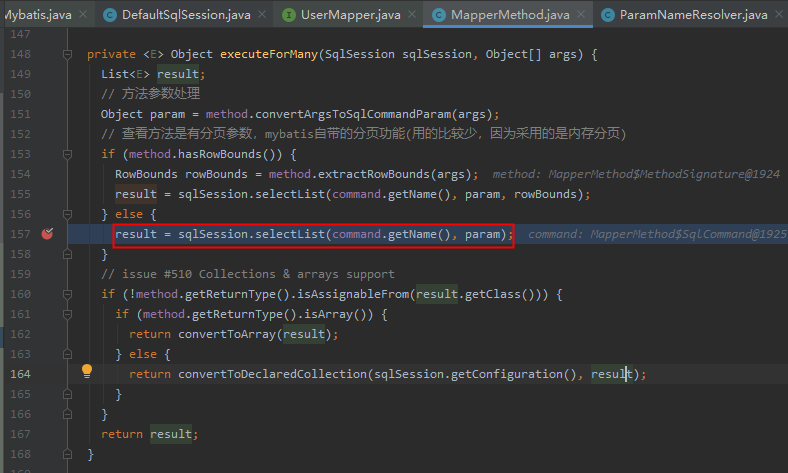 Mybatis.java DefaultSqlSession.java UserMapper.java MapperMethod.java ParamNameResolver.java
147
148 private <E> Object executeForMany(SqlSession sqlSession, Object[] args) {
149 List<E> result;
150 // 方法参数处理
151 Object param = method.convertArgsToSqlCommandParam(args);
152 // 查看方法是有分页参数，mybatis自带的分页功能(用的比较少，因为采用的是内存分页)
153 if (method.hasRowBounds()) {
154 RowBounds rowBounds = method.extractRowBounds(args); method: MapperMethod$MethodSignature@1924
155 result = sqlSession.selectList(command.getName(), param, rowBounds);
156 } else {
157 result = sqlSession.selectList(command.getName(), param); command: MapperMethod$SqlCommand@1925
158 }
159 // issue #510 Collections & arrays support
160 if (!method.getReturnType().isAssignableFrom(result.getClass())) {
161 if (method.getReturnType().isArray()) {
162 return convertToArray(result);
163 } else {
164 return convertToDeclaredCollection(sqlSession.getConfiguration(), result);
165 }
166 }
167 return result;
168 }